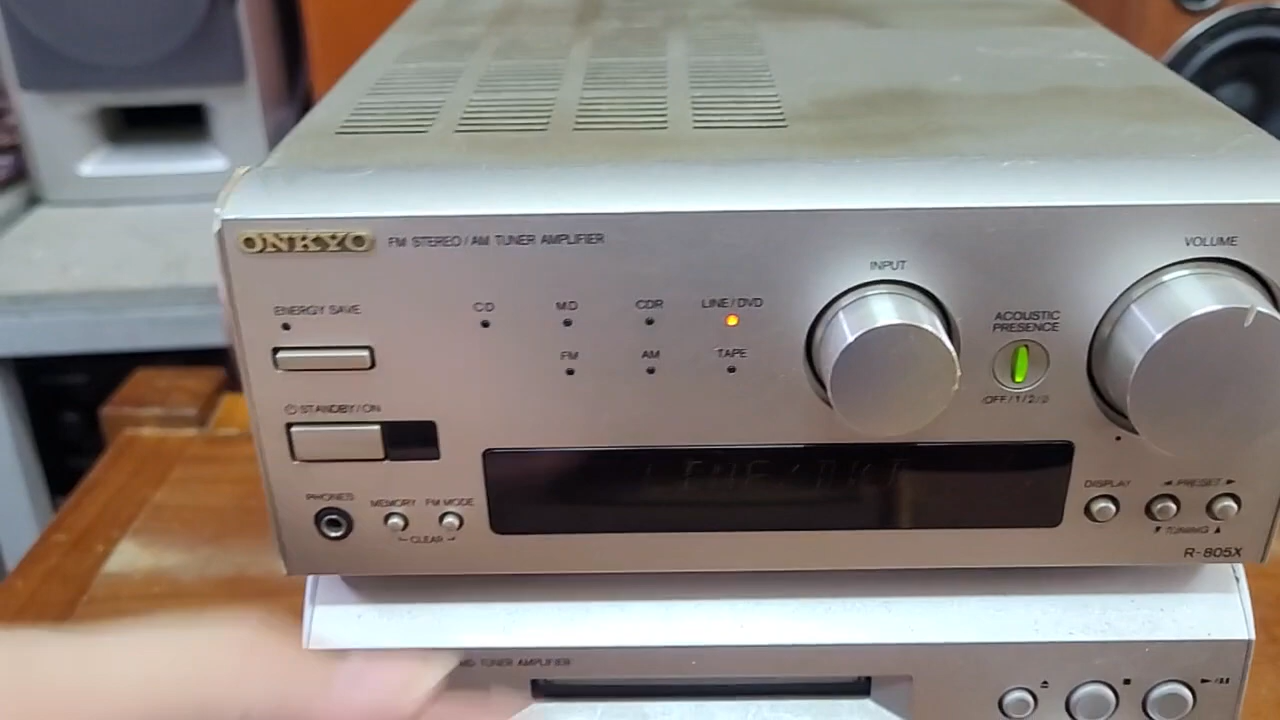 ONKYO FM STEREO / AM TUNER AMPLIFIER
VOLUME
INPUT
ENERGY SAVE
CD MD CDR LINE / DVD
ACOUSTIC
PRESENCE
FM AM TAPE
OFF / 1 / 2 / 3
STANDBY / ON
PHONES MEMORY FM MODE
CLEAR
DISPLAY ◄ PRESET ►
▼ TUNING ▲
R-805X
MD TUNER AMPLIFIER